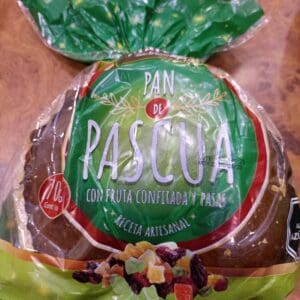 PAN
DE
PASCUA
CON FRUTA CONFITADA Y PASAS
RECETA ARTESANAL